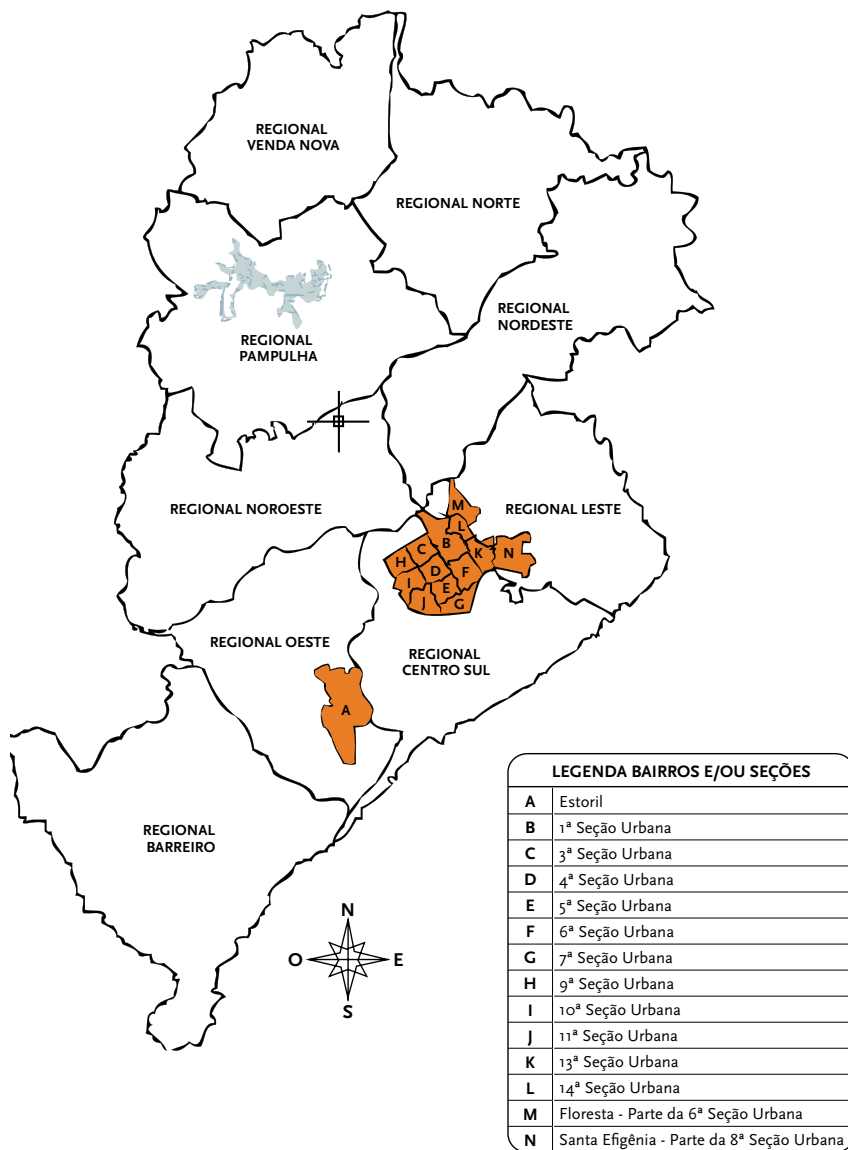 REGIONAL
VENDA NOVA
REGIONAL NORTE
REGIONAL
NORDESTE
REGIONAL
PAMPULHA
REGIONAL NOROESTE
REGIONAL LESTE
M
L
B
C
K
N
H
D
F
I
E
J
G
REGIONAL OESTE
REGIONAL
CENTRO SUL
A
REGIONAL
BARREIRO
N
O
E
S
LEGENDA BAIRROS E/OU SEÇÕES
A Estoril
B 1ª Seção Urbana
C 3ª Seção Urbana
D 4ª Seção Urbana
E 5ª Seção Urbana
F 6ª Seção Urbana
G 7ª Seção Urbana
H 9ª Seção Urbana
I 10ª Seção Urbana
J 11ª Seção Urbana
K 13ª Seção Urbana
L 14ª Seção Urbana
M Floresta - Parte da 6ª Seção Urbana
N Santa Efigênia - Parte da 8ª Seção Urbana